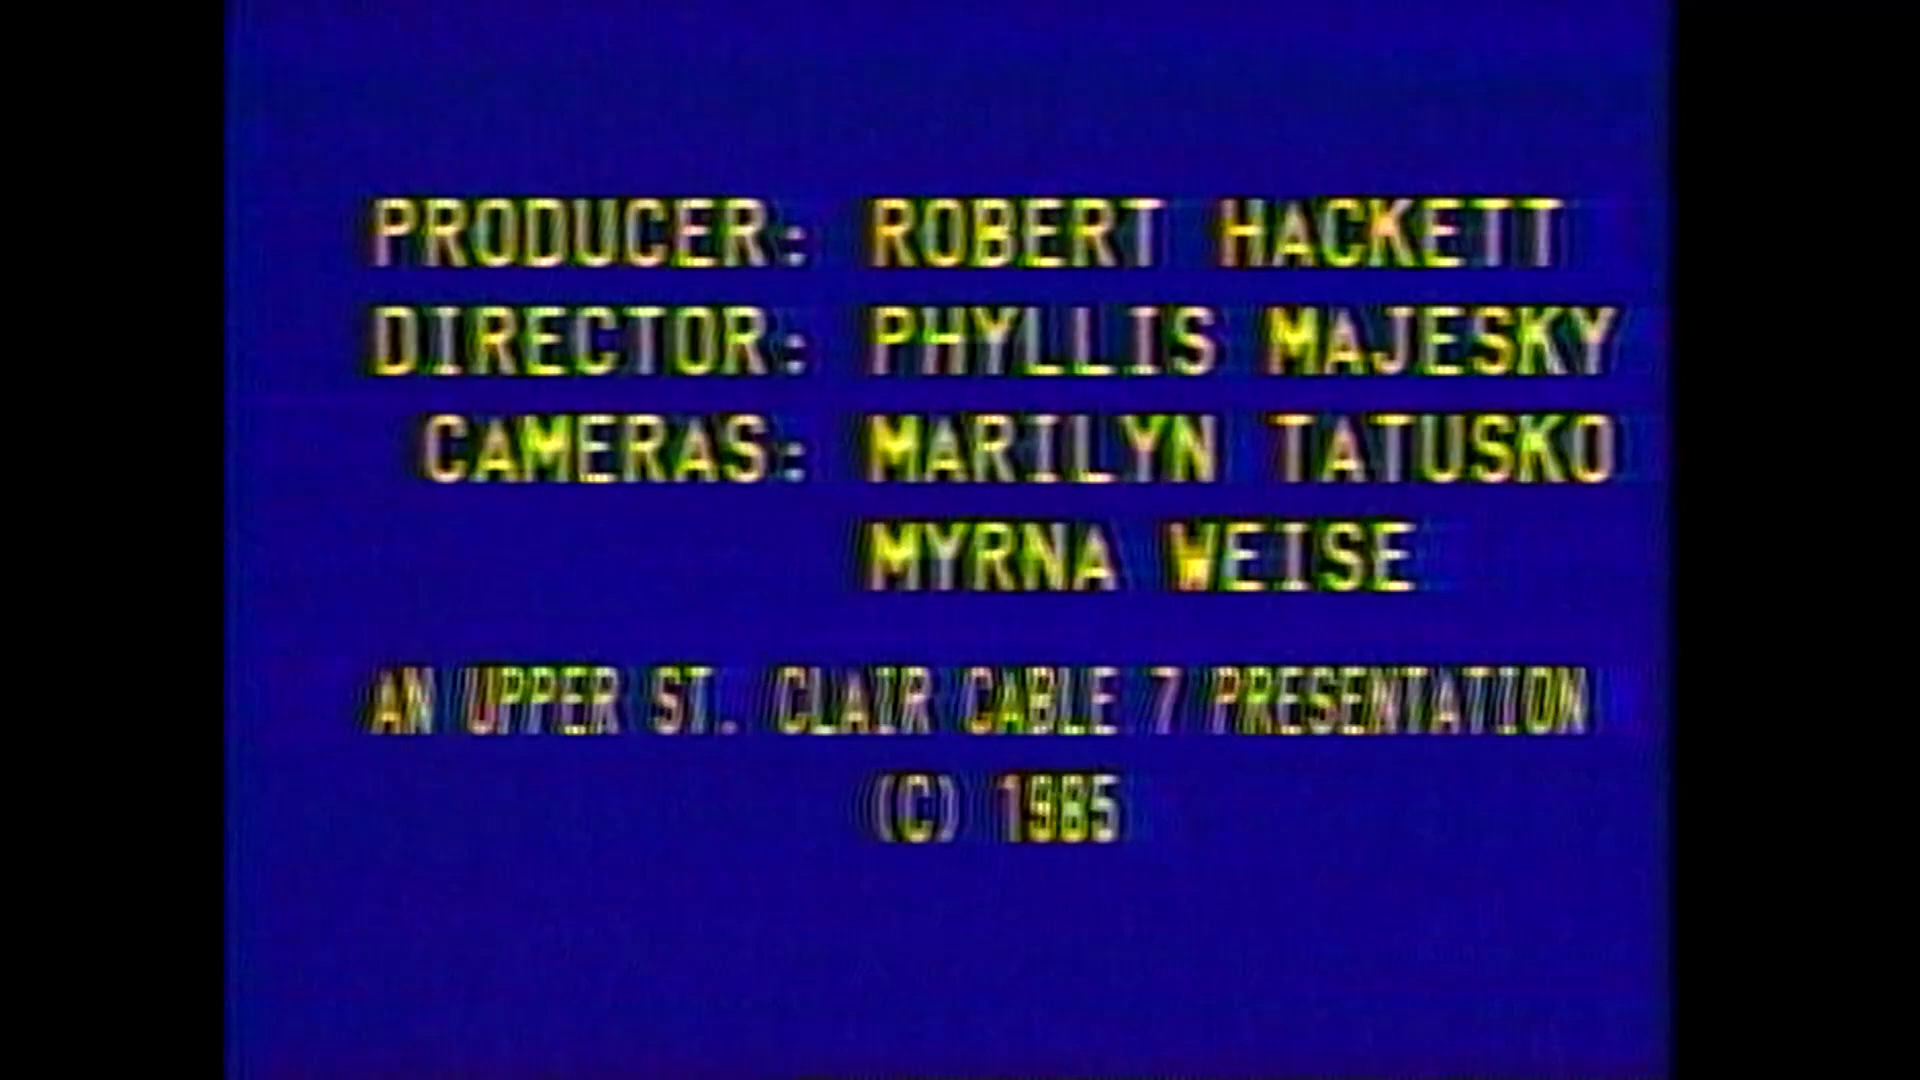 PRODUCER: ROBERT HACKETT
DIRECTOR: PHYLLIS MAJESKY
CAMERAS: MARILYN TATUSKO
MYRNA WEISE
AN UPPER ST. CLAIR CABLE 7 PRESENTATION
(C) 1985